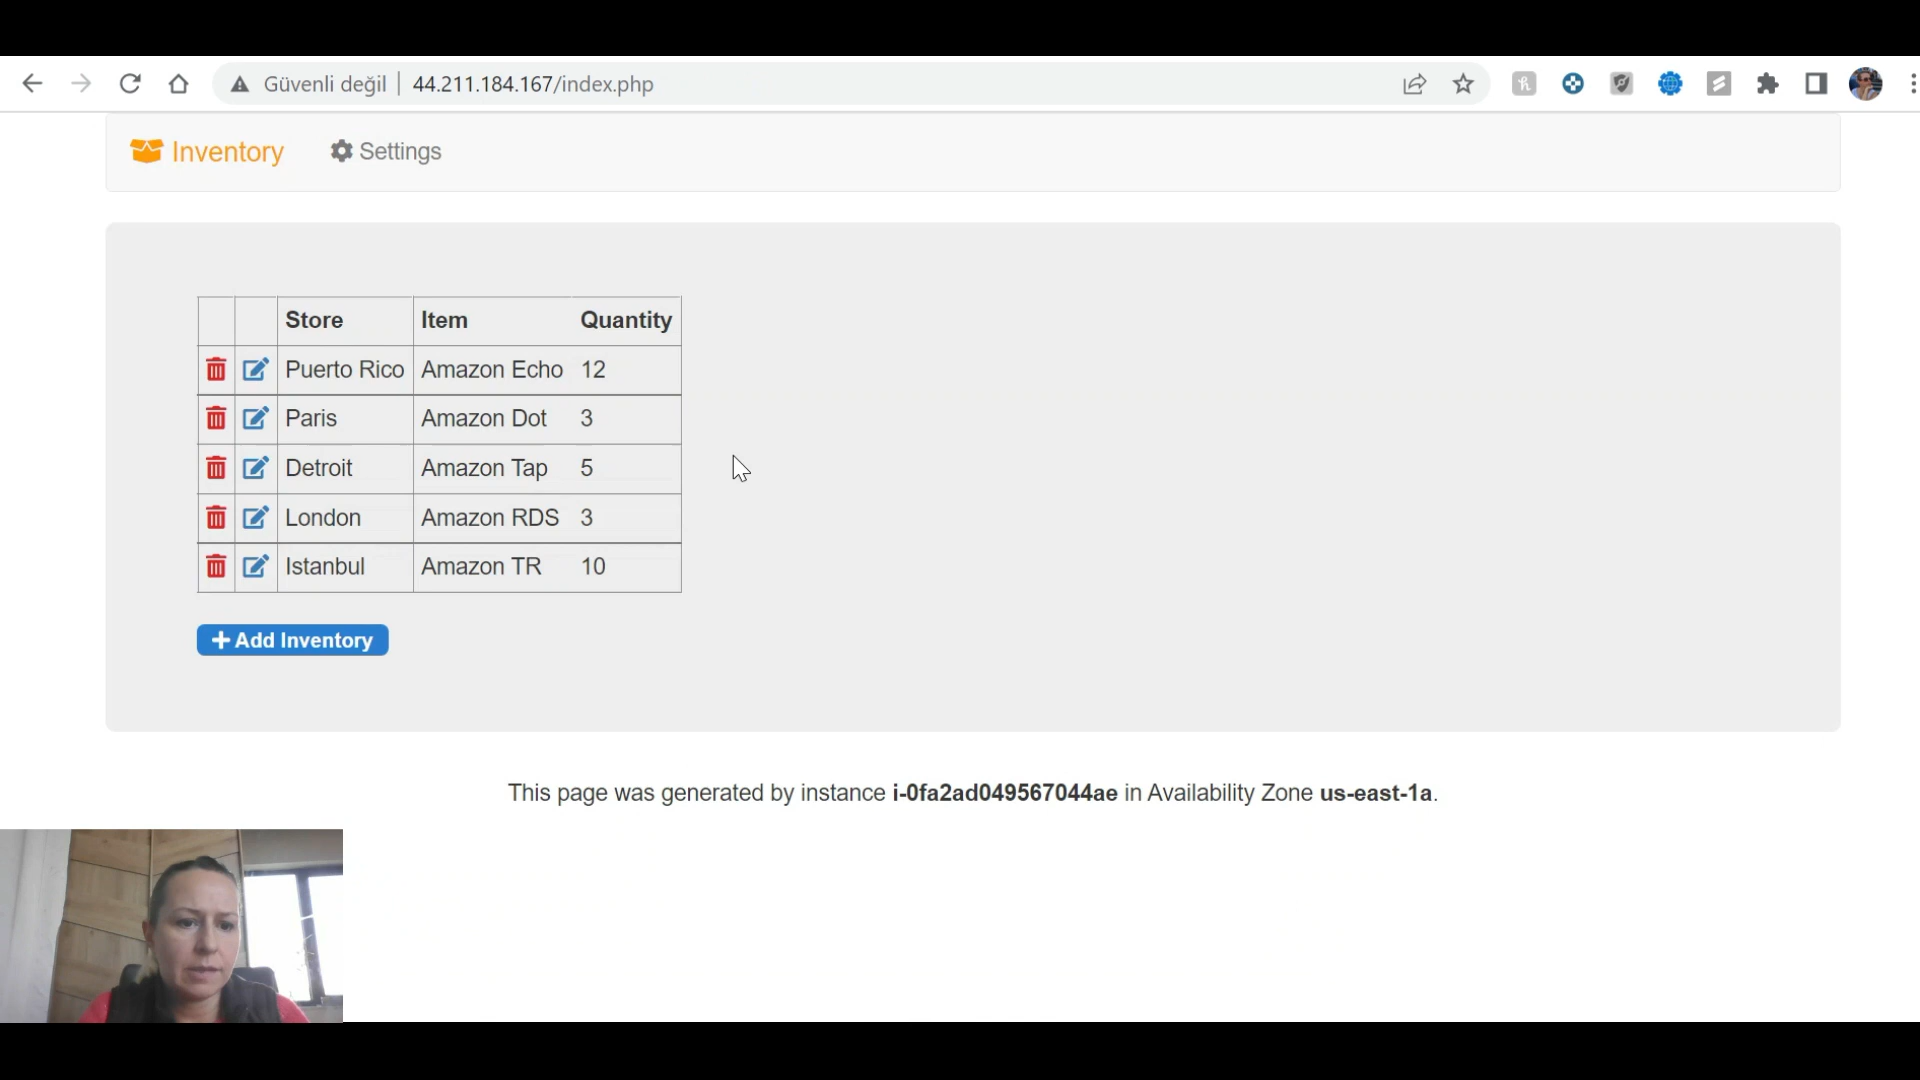 Güvenli değil | 44.211.184.167/index.php
Inventory Settings
Store Item Quantity
Puerto Rico Amazon Echo 12
Paris Amazon Dot 3
Detroit Amazon Tap 5
London Amazon RDS 3
Istanbul Amazon TR 10
+ Add Inventory
This page was generated by instance i-0fa2ad049567044ae in Availability Zone us-east-1a.